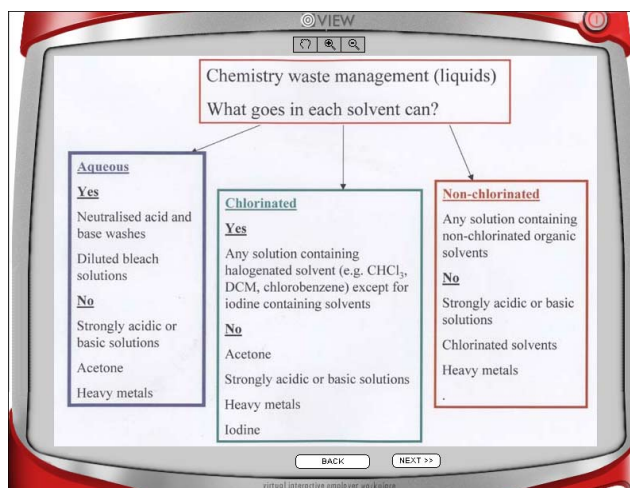 VIEW
Chemistry waste management (liquids)
What goes in each solvent can?
Aqueous
Yes
Neutralised acid and
base washes
Diluted bleach
solutions
No
Strongly acidic or
basic solutions
Acetone
Heavy metals
Chlorinated
Yes
Any solution containing
halogenated solvent (e.g. CHCl₃,
DCM, chlorobenzene) except for
iodine containing solvents
No
Acetone
Strongly acidic or basic solutions
Heavy metals
Iodine
Non-chlorinated
Any solution containing
non-chlorinated organic
solvents
No
Strongly acidic or basic
solutions
Chlorinated solvents
Heavy metals
.
BACK
NEXT >>
virtual interactive employer workplace